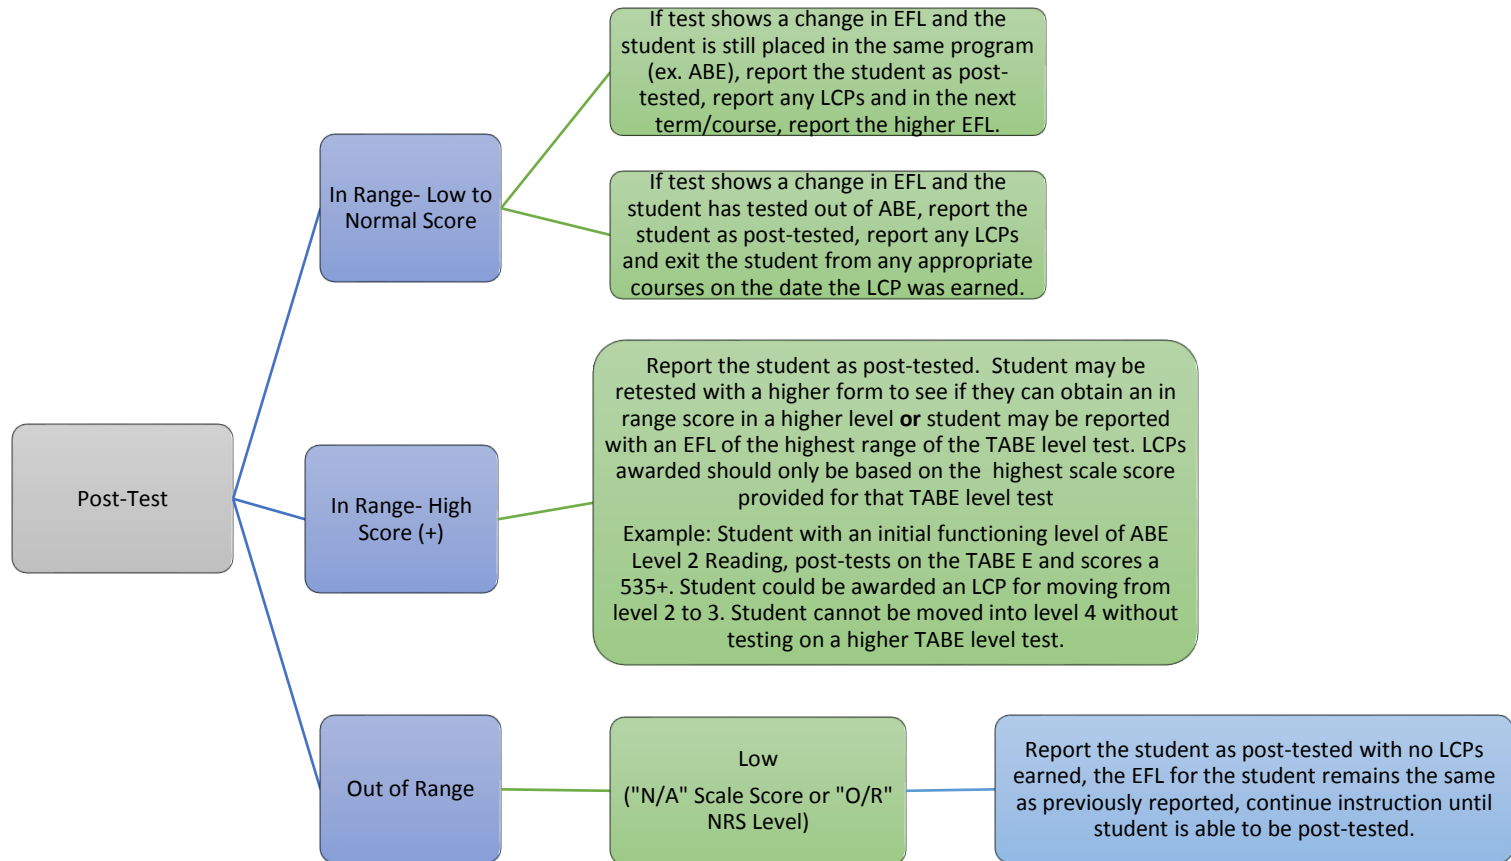 If test shows a change in EFL and the
student is still placed in the same program
(ex. ABE), report the student as post-
tested, report any LCPs and in the next
term/course, report the higher EFL.
In Range- Low to
Normal Score
If test shows a change in EFL and the
student has tested out of ABE, report the
student as post-tested, report any LCPs
and exit the student from any appropriate
courses on the date the LCP was earned.
Post-Test
In Range- High
Score (+)
Report the student as post-tested.  Student may be
retested with a higher form to see if they can obtain an in
range score in a higher level or student may be reported
with an EFL of the highest range of the TABE level test. LCPs
awarded should only be based on the  highest scale score
provided for that TABE level test
Example: Student with an initial functioning level of ABE
Level 2 Reading, post-tests on the TABE E and scores a
535+. Student could be awarded an LCP for moving from
level 2 to 3. Student cannot be moved into level 4 without
testing on a higher TABE level test.
Out of Range
Low
("N/A" Scale Score or "O/R"
NRS Level)
Report the student as post-tested with no LCPs
earned, the EFL for the student remains the same
as previously reported, continue instruction until
student is able to be post-tested.